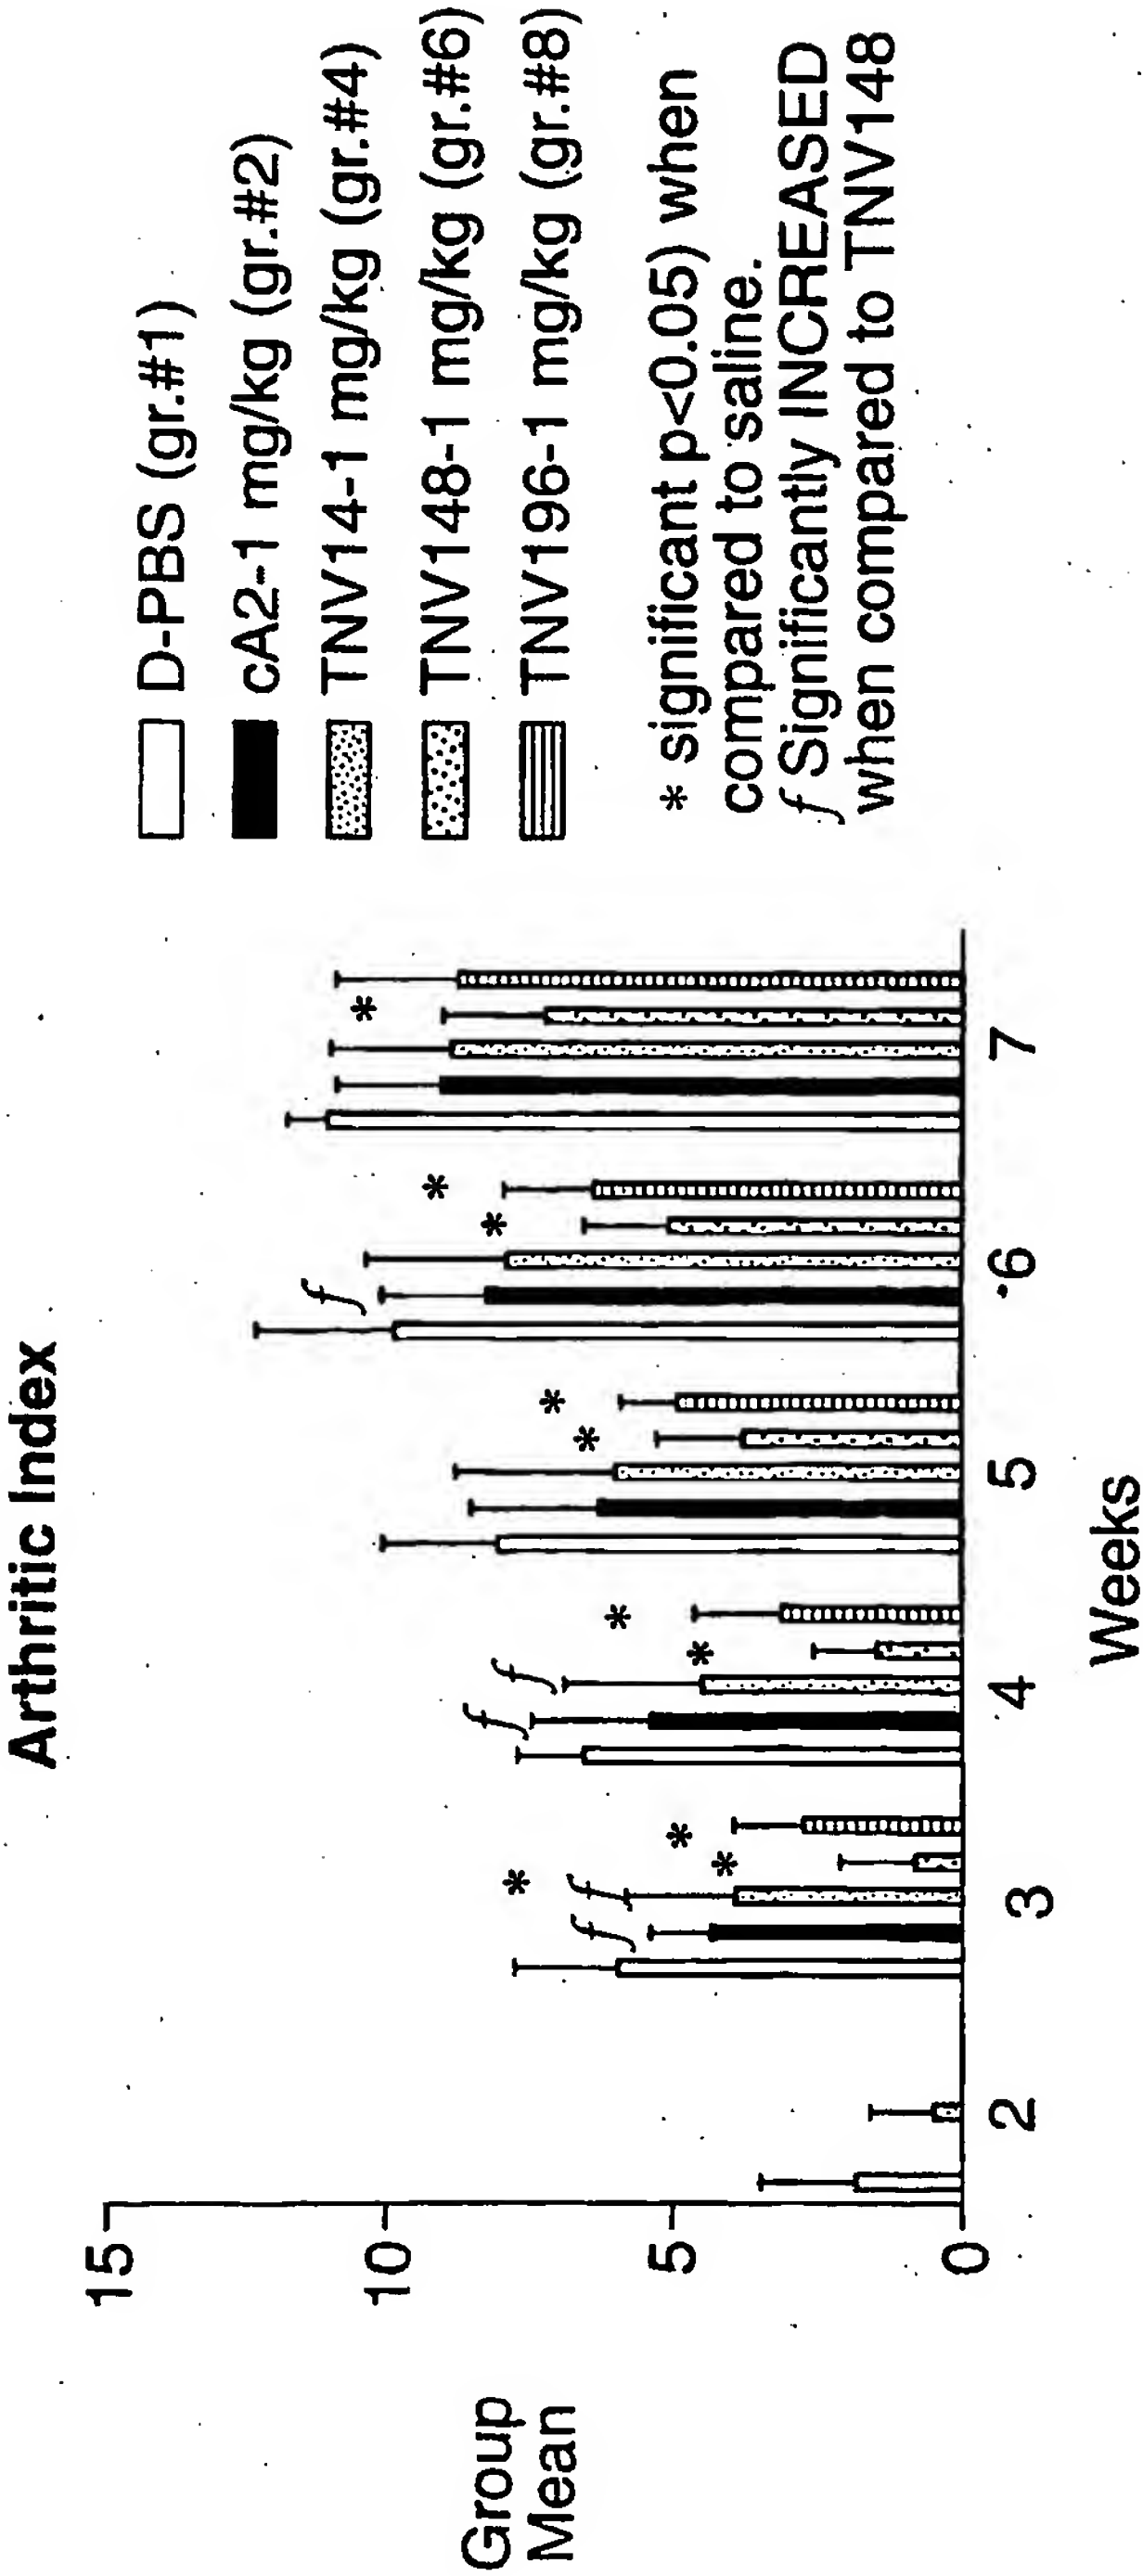 Arthritic Index
Group
Mean
15
10
5
0
2
3
4
5
6
7
Weeks
D-PBS (gr.#1)
cA2-1 mg/kg (gr.#2)
TNV14-1 mg/kg (gr.#4)
TNV148-1 mg/kg (gr.#6)
TNV196-1 mg/kg (gr.#8)
* significant p<0.05) when
compared to saline.
ƒ Significantly INCREASED
when compared to TNV148
* ƒ ƒ * *
ƒ ƒ * *
* *
ƒ * *
*